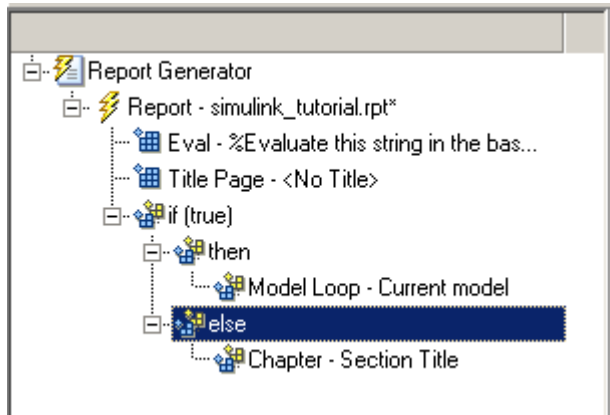 Report Generator
Report - simulink_tutorial.rpt*
Eval - %Evaluate this string in the bas...
Title Page - <No Title>
if (true)
then
Model Loop - Current model
else
Chapter - Section Title